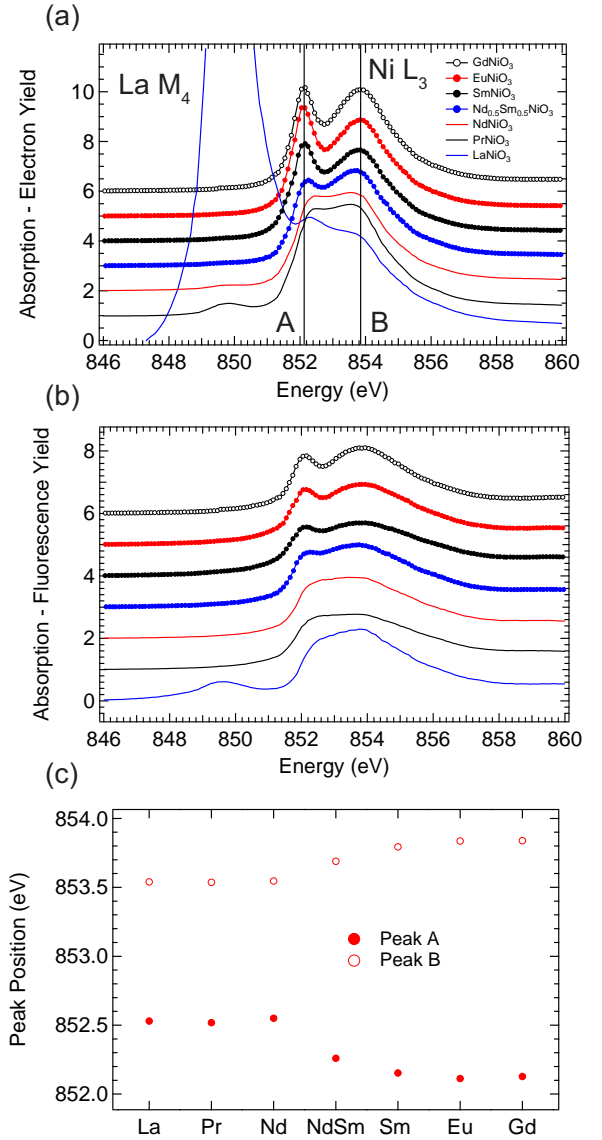 (a)
La M4
Ni L3
GdNiO3
EuNiO3
SmNiO3
Nd0.5Sm0.5NiO3
NdNiO3
PrNiO3
LaNiO3
10
8
6
4
2
0
A
B
Absorption - Electron Yield
846 848 850 852 854 856 858 860
Energy (eV)
(b)
8
6
4
2
0
Absorption - Fluorescence Yield
846 848 850 852 854 856 858 860
Energy (eV)
(c)
854.0
853.5
853.0
852.5
852.0
Peak Position (eV)
Peak A
Peak B
La Pr Nd NdSm Sm Eu Gd